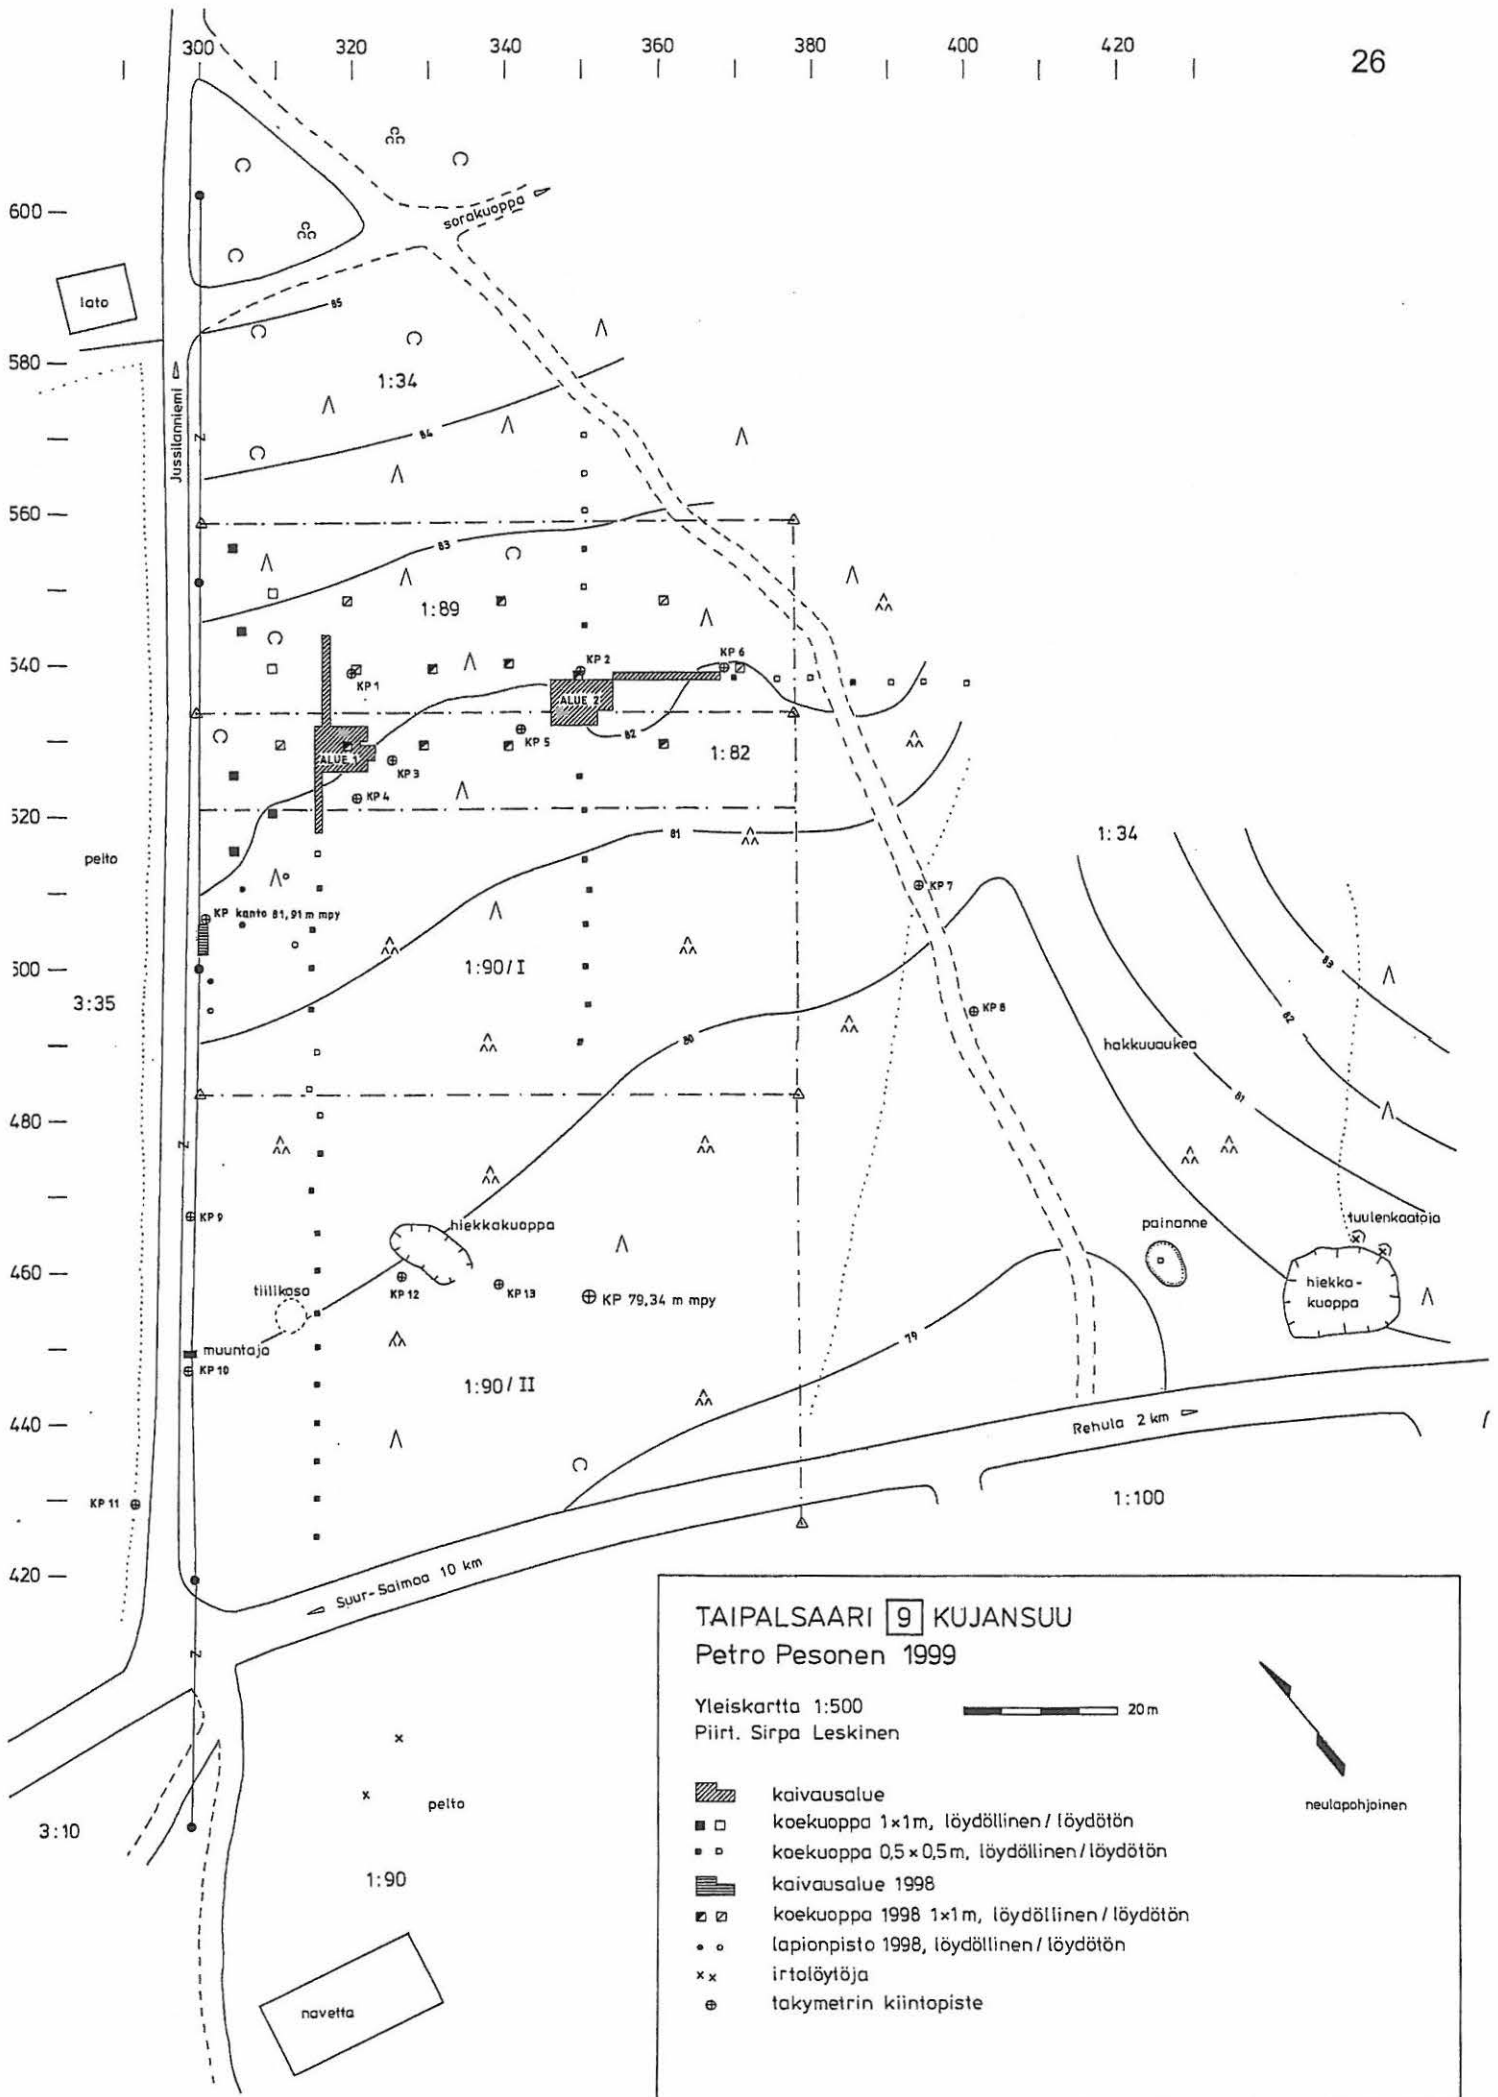 300 320 340 360 380 400 420
26
600
sorakuoppa
lato
85
580
1:34
Jussilanniemi
84
Z
560
83
1:89
540
KP 1
KP 2
KP 6
ALUE 2
82
KP 5
1:82
ALUE 1
KP 3
KP 4
520
81
1:34
pelto
KP 7
KP kanto 81,91 m mpy
500
1:90/I
83
3:35
KP 8
82
80
hakkuuaukea
81
480
Z
KP 9
hiekkakuoppa
painanne
tuulenkaatoja
460
tiilikasa
KP 12
KP 13
KP 79,34 m mpy
hiekka-
kuoppa
79
muuntaja
KP 10
1:90/II
440
Rehula 2 km
KP 11
1:100
420
Suur-Saimaa 10 km
Z
TAIPALSAARI 9 KUJANSUU
Petro Pesonen 1999
Yleiskartta 1:500
20 m
Piirt. Sirpa Leskinen
neulapohjoinen
kaivausalue
koekuoppa 1×1m, löydöllinen / löydötön
koekuoppa 0,5 × 0,5 m, löydöllinen / löydötön
kaivausalue 1998
koekuoppa 1998 1×1m, löydöllinen / löydötön
lapionpisto 1998, löydöllinen / löydötön
irtolöytöja
takymetrin kiintopiste
pelto
3:10
1:90
navetta